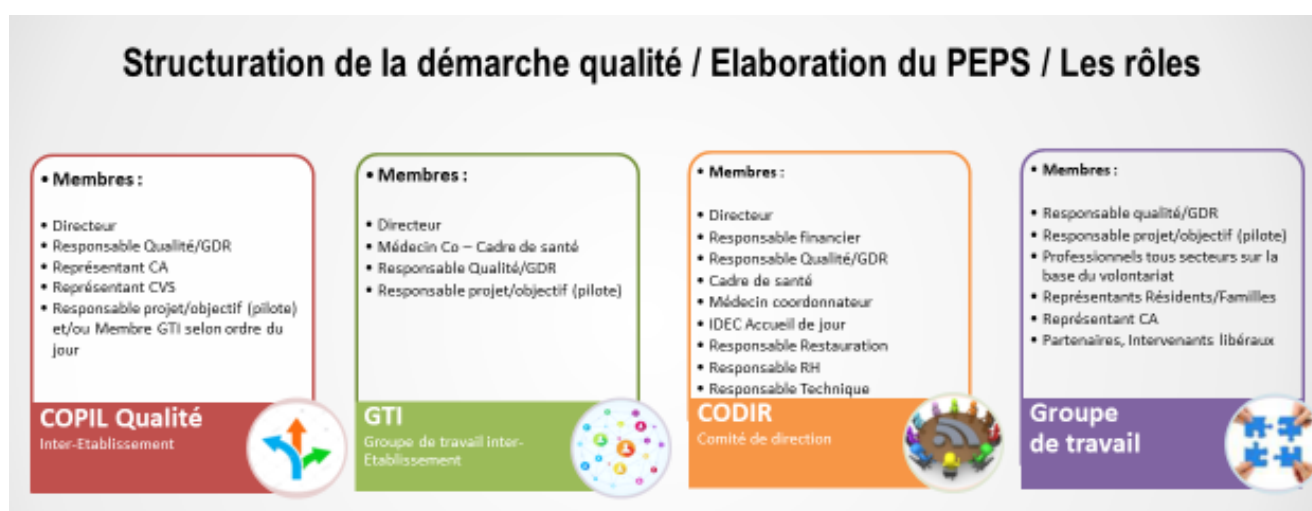 Structuration de la démarche qualité / Elaboration du PEPS / Les rôles
• Membres :
• Directeur
• Responsable Qualité/GDR
• Représentant CA
• Représentant CVS
• Responsable projet/objectif (pilote)
et/ou Membre GTI selon ordre du
jour
COPIL Qualité
Inter-Etablissement
• Membres :
• Directeur
• Médecin Co – Cadre de santé
• Responsable Qualité/GDR
• Responsable projet/objectif (pilote)
GTI
Groupe de travail inter-
Etablissement
• Membres :
• Directeur
• Responsable financier
• Responsable Qualité/GDR
• Cadre de santé
• Médecin coordonnateur
• IDEC Accueil de jour
• Responsable Restauration
• Responsable RH
• Responsable Technique
CODIR
Comité de direction
• Membres :
• Responsable qualité/GDR
• Responsable projet/objectif (pilote)
• Professionnels tous secteurs sur la
base du volontariat
• Représentants Résidents/Familles
• Représentant CA
• Partenaires, Intervenants libéraux
Groupe
de travail